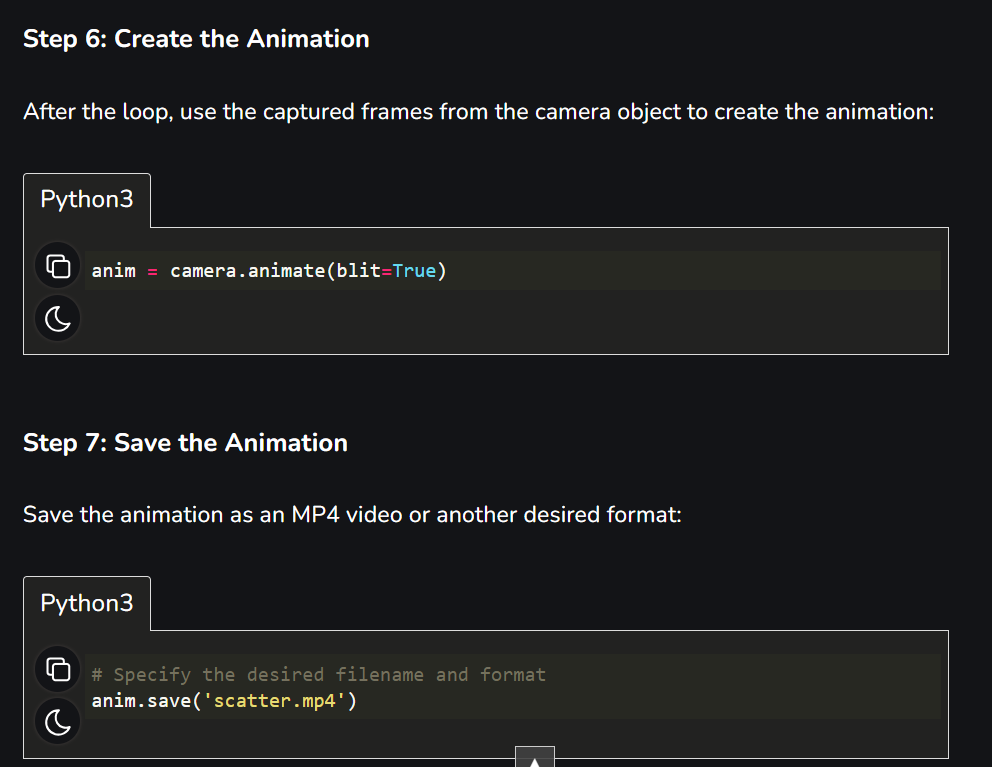 Step 6: Create the Animation
After the loop, use the captured frames from the camera object to create the animation:
Python3
anim = camera.animate(blit=True)
Step 7: Save the Animation
Save the animation as an MP4 video or another desired format:
Python3
# Specify the desired filename and format
anim.save('scatter.mp4')